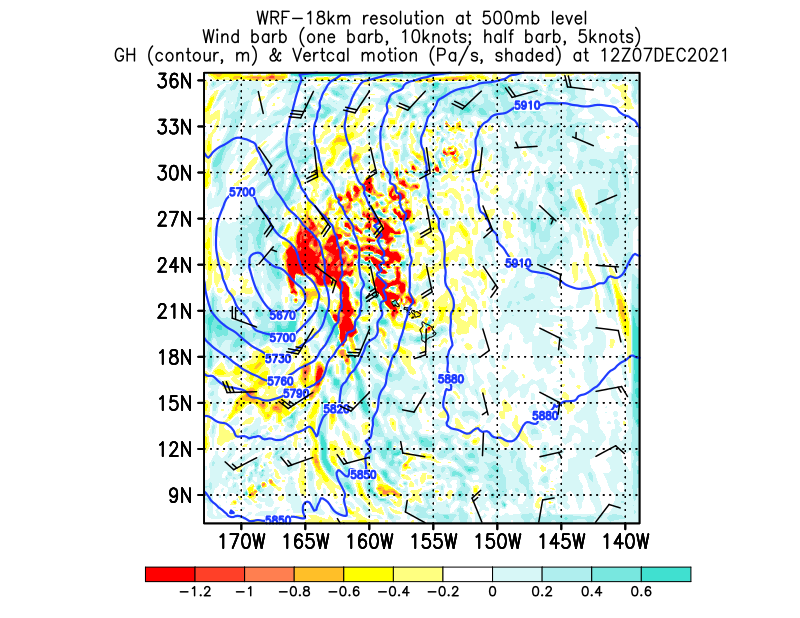 WRF-18km resolution at 500mb level
Wind barb (one barb, 10knots; half barb, 5knots)
GH (contour, m) & Vertcal motion (Pa/s, shaded) at 12Z07DEC2021
36N
5910
33N
30N
5700
27N
24N
5910
21N
5670
5700
18N
5730
5760
5880
5790
15N
5820
5880
12N
5850
9N
5850
170W 165W 160W 155W 150W 145W 140W
-1.2 -1 -0.8 -0.6 -0.4 -0.2 0 0.2 0.4 0.6